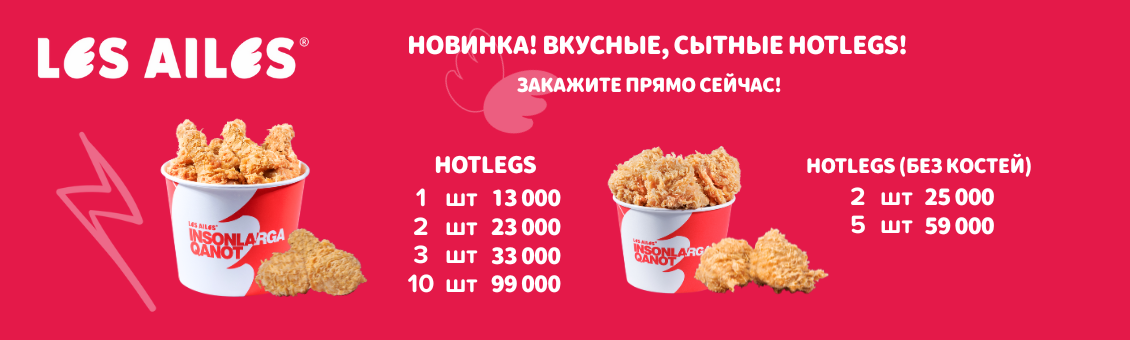 LES AILES®
НОВИНКА! ВКУСНЫЕ, СЫТНЫЕ HOTLEGS!
ЗАКАЖИТЕ ПРЯМО СЕЙЧАС!
HOTLEGS
1 шт 13 000
2 шт 23 000
3 шт 33 000
10 шт 99 000
HOTLEGS (БЕЗ КОСТЕЙ)
2 шт 25 000
5 шт 59 000
LES AILES
INSONLARGA
QANOT
LES AILES
INSONLARGA
QANOT